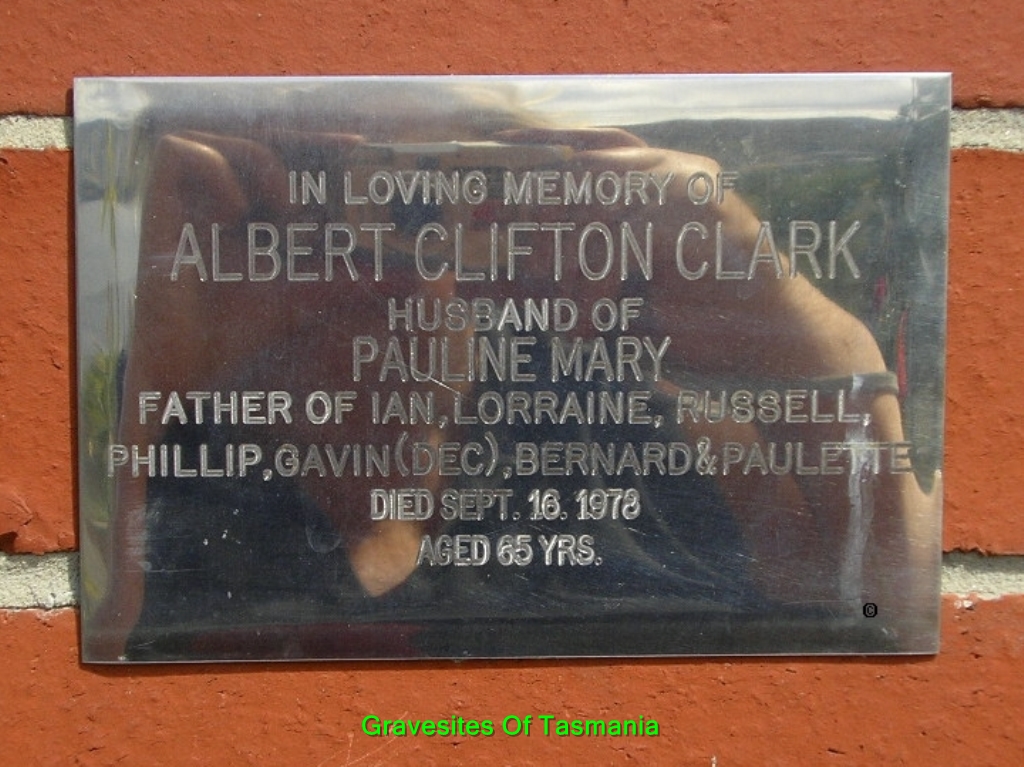 IN LOVING MEMORY OF
ALBERT CLIFTON CLARK
HUSBAND OF
PAULINE MARY
FATHER OF IAN, LORRAINE, RUSSELL,
PHILLIP, GAVIN (DEC), BERNARD & PAULETTE
DIED SEPT. 16. 1978
AGED 65 YRS.
©
Gravesites Of Tasmania